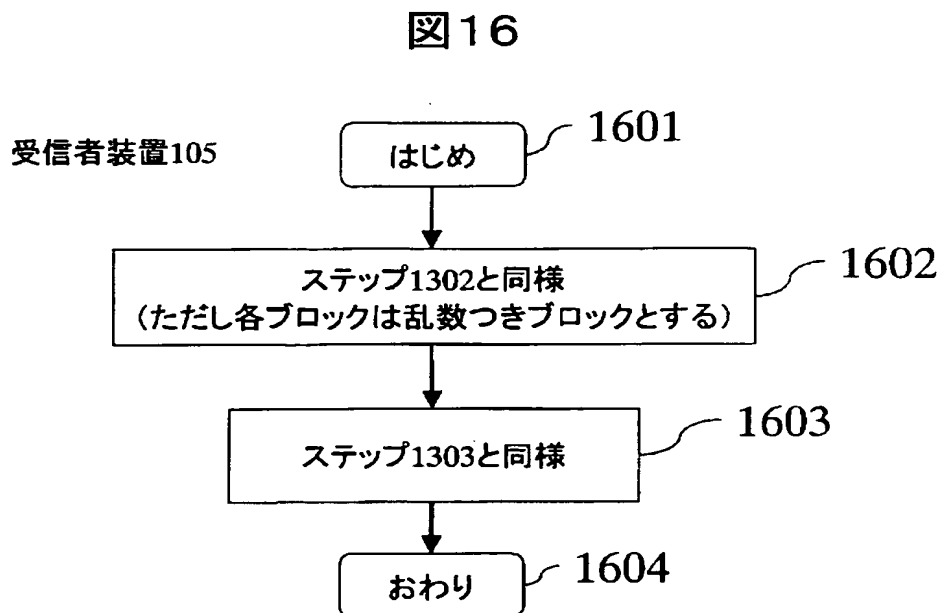 図16
受信者装置105
はじめ
1601
ステップ1302と同様
(ただし各ブロックは乱数つきブロックとする)
1602
ステップ1303と同様
1603
おわり
1604